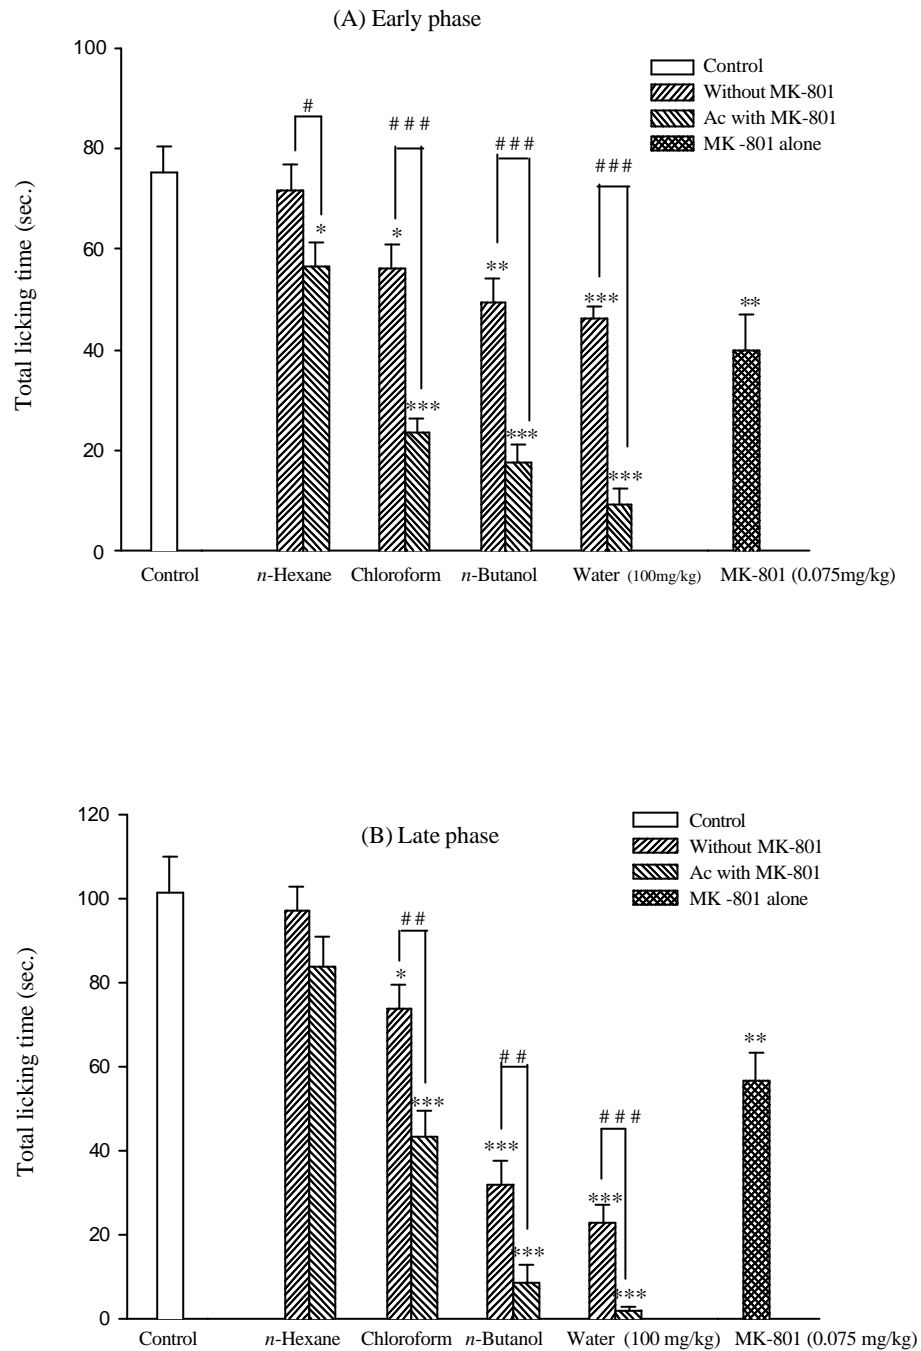 (A) Early phase
Total licking time (sec.)
100
80
60
40
20
0
Control
Without MK-801
Ac with MK-801
MK -801 alone
#
*
###
*
***
###
**
***
###
***
***
**
Control n-Hexane Chloroform n-Butanol Water (100mg/kg) MK-801 (0.075mg/kg)
(B) Late phase
Total licking time (sec.)
120
100
80
60
40
20
0
Control
Without MK-801
Ac with MK-801
MK -801 alone
##
*
***
##
***
***
###
***
***
**
Control n-Hexane Chloroform n-Butanol Water (100 mg/kg) MK-801 (0.075 mg/kg)